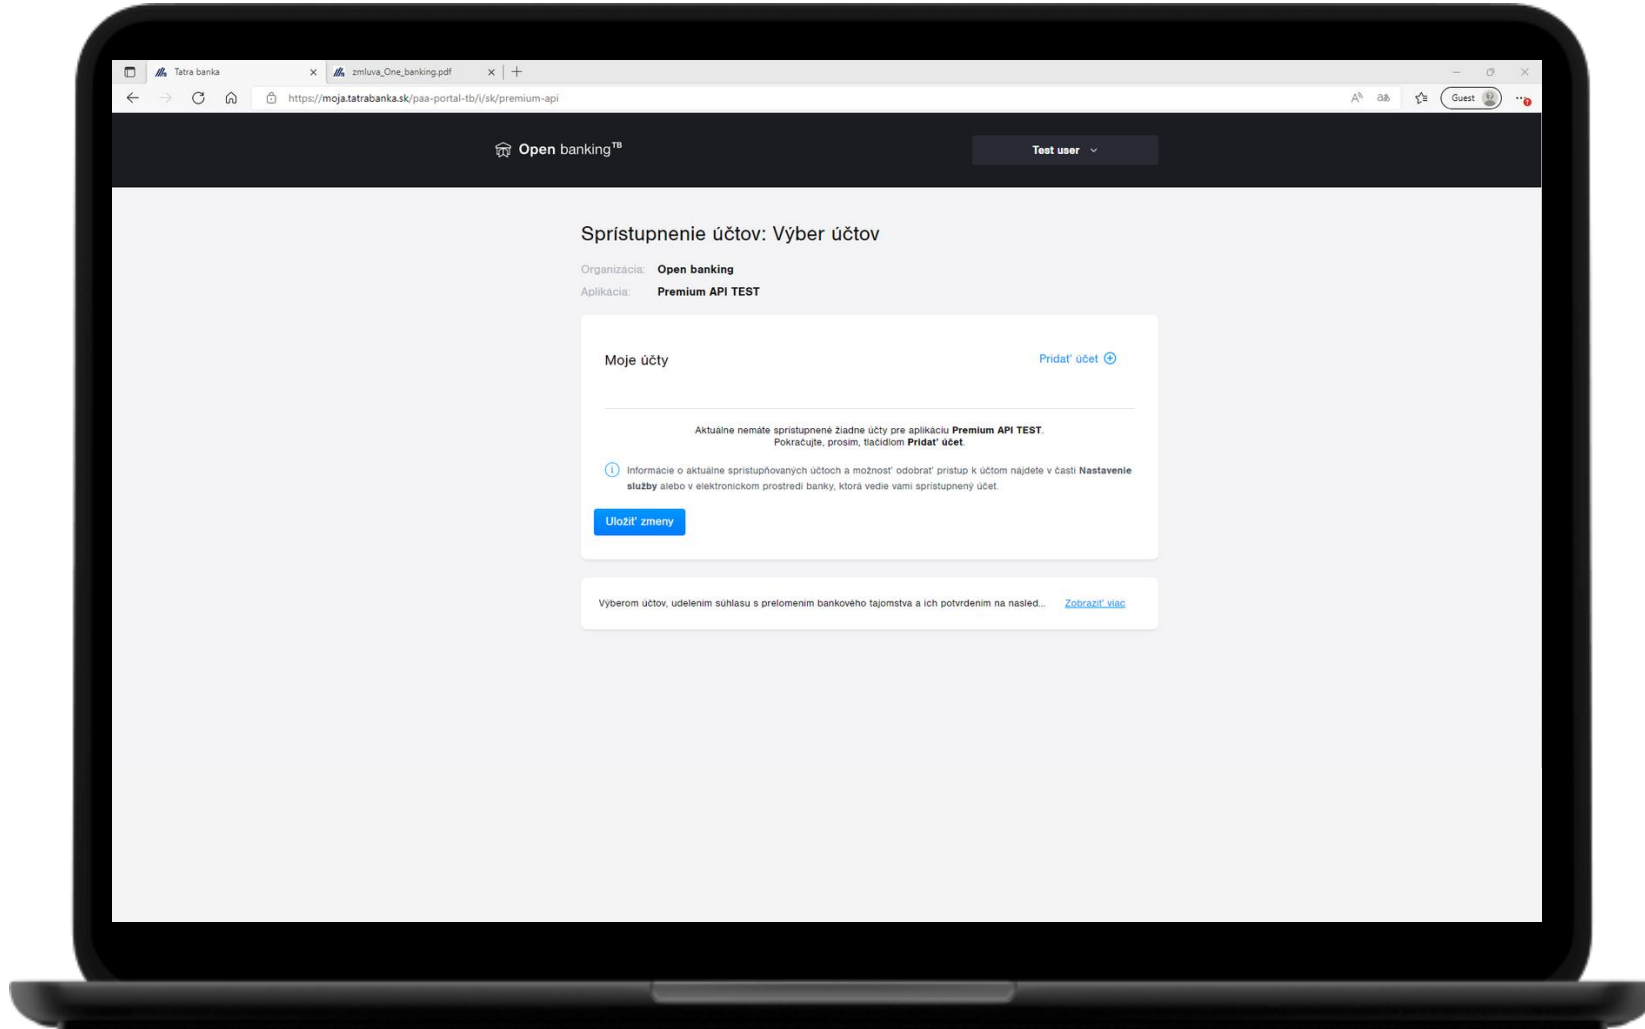 Tatra banka
zmluva_One_banking.pdf
https://moja.tatrabanka.sk/paa-portal-tb/i/sk/premium-api
Guest
Open bankingTB
Test user
Sprístupnenie účtov: Výber účtov
Organizácia: Open banking
Aplikácia: Premium API TEST
Moje účty
Pridať účet
Aktuálne nemáte sprístupnené žiadne účty pre aplikáciu Premium API TEST.
Pokračujte, prosím, tlačidlom Pridať účet.
Informácie o aktuálne sprístupňovaných účtoch a možnosť odobrať prístup k účtom nájdete v časti Nastavenie
služby alebo v elektronickom prostredí banky, ktorá vedie vami sprístupnený účet.
Uložiť zmeny
Výberom účtov, udelením súhlasu s prelomením bankového tajomstva a ich potvrdením na nasled...
Zobraziť viac